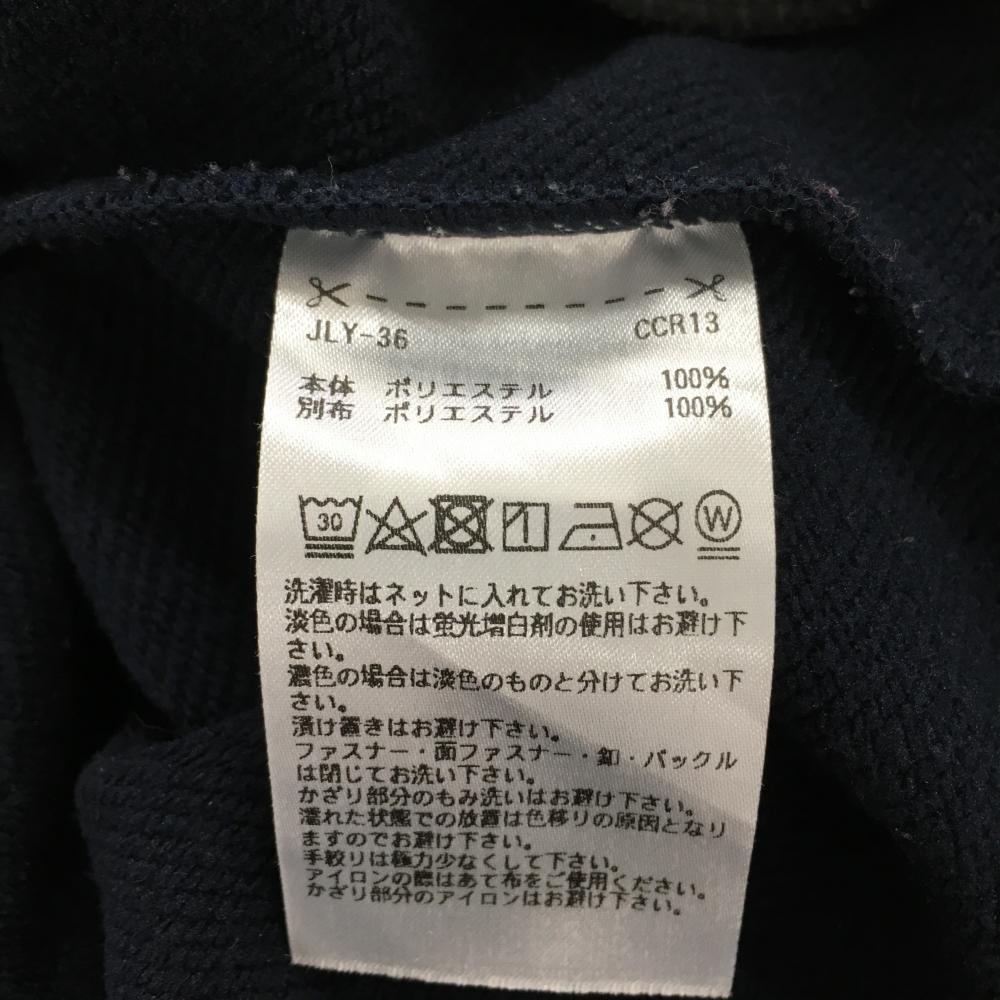 JLY-36 CCR13
本体 ポリエステル 100%
別布 ポリエステル 100%
30 W
洗濯時はネットに入れてお洗い下さい。
淡色の場合は蛍光増白剤の使用はお避け下
さい。
濃色の場合は淡色のものと分けてお洗い下
さい。
漬け置きはお避け下さい。
ファスナー・面ファスナー・釦・バックル
は閉じてお洗い下さい。
かざり部分のもみ洗いはお避け下さい。
濡れた状態での放置は色移りの原因となり
ますのでお避け下さい。
手絞りは極力少なくして下さい。
アイロンの際はあて布をご使用ください。
かざり部分のアイロンはお避け下さい。